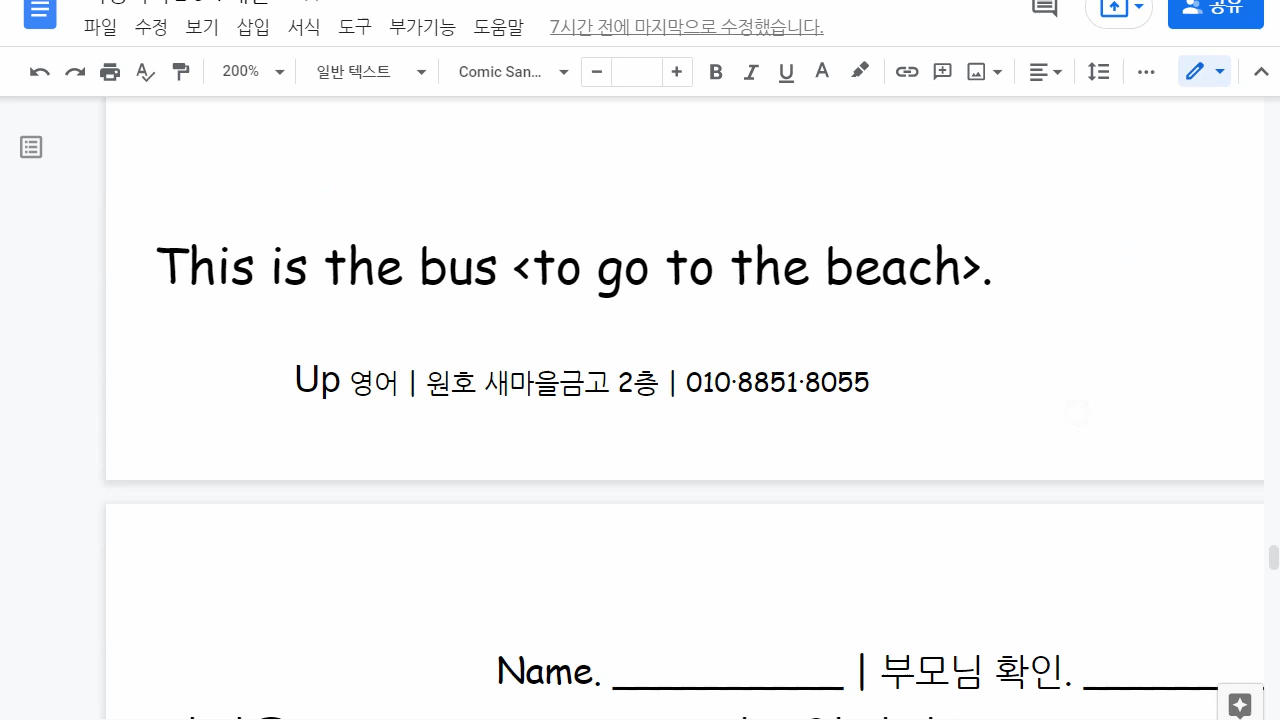 공유
파일 수정 보기 삽입 서식 도구 부가기능 도움말 7시간 전에 마지막으로 수정했습니다.
200% 일반 텍스트 Comic San... − + B I U A
This is the bus <to go to the beach>.
Up 영어 | 원호 새마을금고 2층 | 010·8851·8055
Name. __________ | 부모님 확인. ________